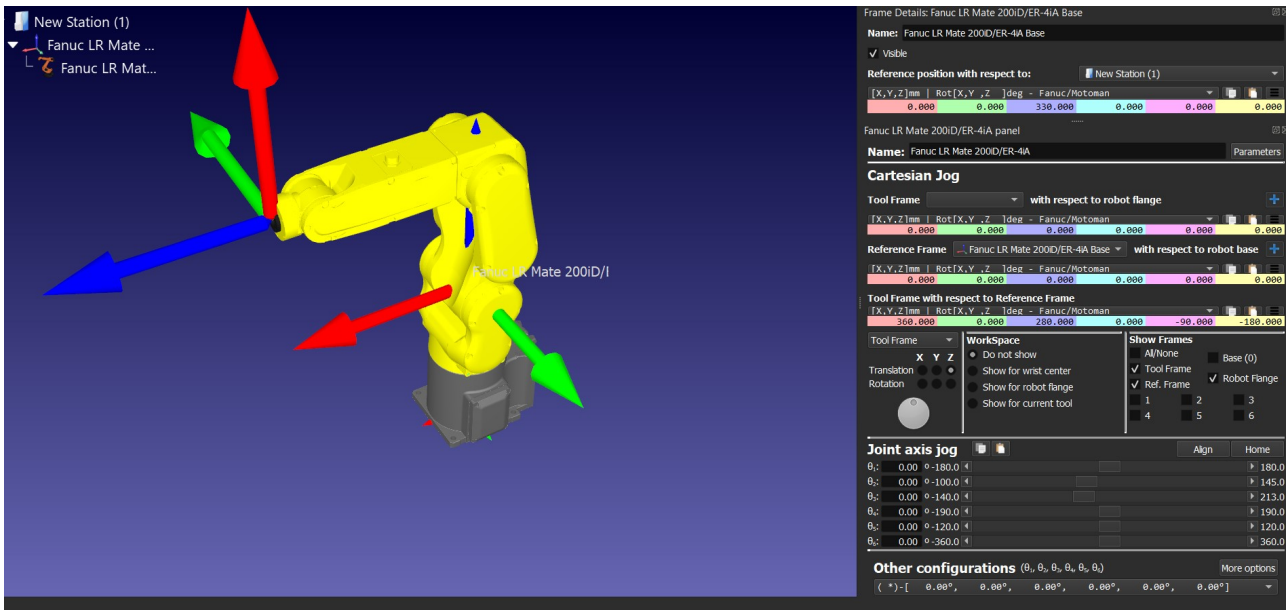 New Station (1)
Fanuc LR Mate ...
Fanuc LR Mat...
Fanuc LR Mate 200iD/I
Frame Details: Fanuc LR Mate 200iD/ER-4iA Base
Name: Fanuc LR Mate 200iD/ER-4iA Base
Visible
Reference position with respect to: New Station (1)
[X,Y,Z]mm | Rot[X,Y ,Z ]deg - Fanuc/Motoman
0.000 0.000 330.000 0.000 0.000 0.000
Fanuc LR Mate 200iD/ER-4iA panel
Name: Fanuc LR Mate 200iD/ER-4iA Parameters
Cartesian Jog
Tool Frame with respect to robot flange
[X,Y,Z]mm | Rot[X,Y ,Z ]deg - Fanuc/Motoman
0.000 0.000 0.000 0.000 0.000 0.000
Reference Frame Fanuc LR Mate 200iD/ER-4iA Base with respect to robot base
[X,Y,Z]mm | Rot[X,Y ,Z ]deg - Fanuc/Motoman
0.000 0.000 0.000 0.000 0.000 0.000
Tool Frame with respect to Reference Frame
[X,Y,Z]mm | Rot[X,Y ,Z ]deg - Fanuc/Motoman
360.000 0.000 280.000 0.000 -90.000 -180.000
Tool Frame
X Y Z
Translation
Rotation
WorkSpace
Do not show
Show for wrist center
Show for robot flange
Show for current tool
Show Frames
All/None Base (0)
Tool Frame Robot Flange
Ref. Frame
1 2 3
4 5 6
Joint axis jog Align Home
θ₁: 0.00 º -180.0 180.0
θ₂: 0.00 º -100.0 145.0
θ₃: 0.00 º -140.0 213.0
θ₄: 0.00 º -190.0 190.0
θ₅: 0.00 º -120.0 120.0
θ₆: 0.00 º -360.0 360.0
Other configurations (θ₁, θ₂, θ₃, θ₄, θ₅, θ₆) More options
( *)-[ 0.00º, 0.00º, 0.00º, 0.00º, 0.00º, 0.00º]